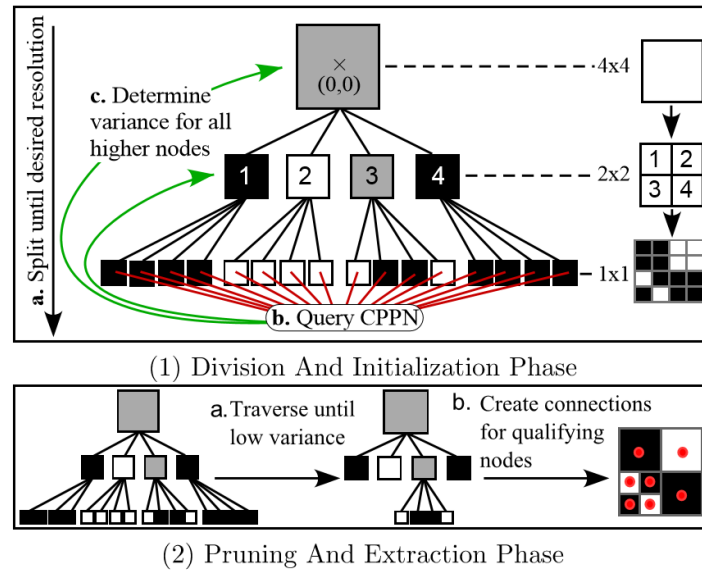 a. Split until desired resolution
c. Determine
variance for all
higher nodes
×
(0,0)
4x4
1
2
3
4
2x2
1 2
3 4
1x1
b. Query CPPN
(1) Division And Initialization Phase
a. Traverse until
low variance
b. Create connections
for qualifying
nodes
(2) Pruning And Extraction Phase